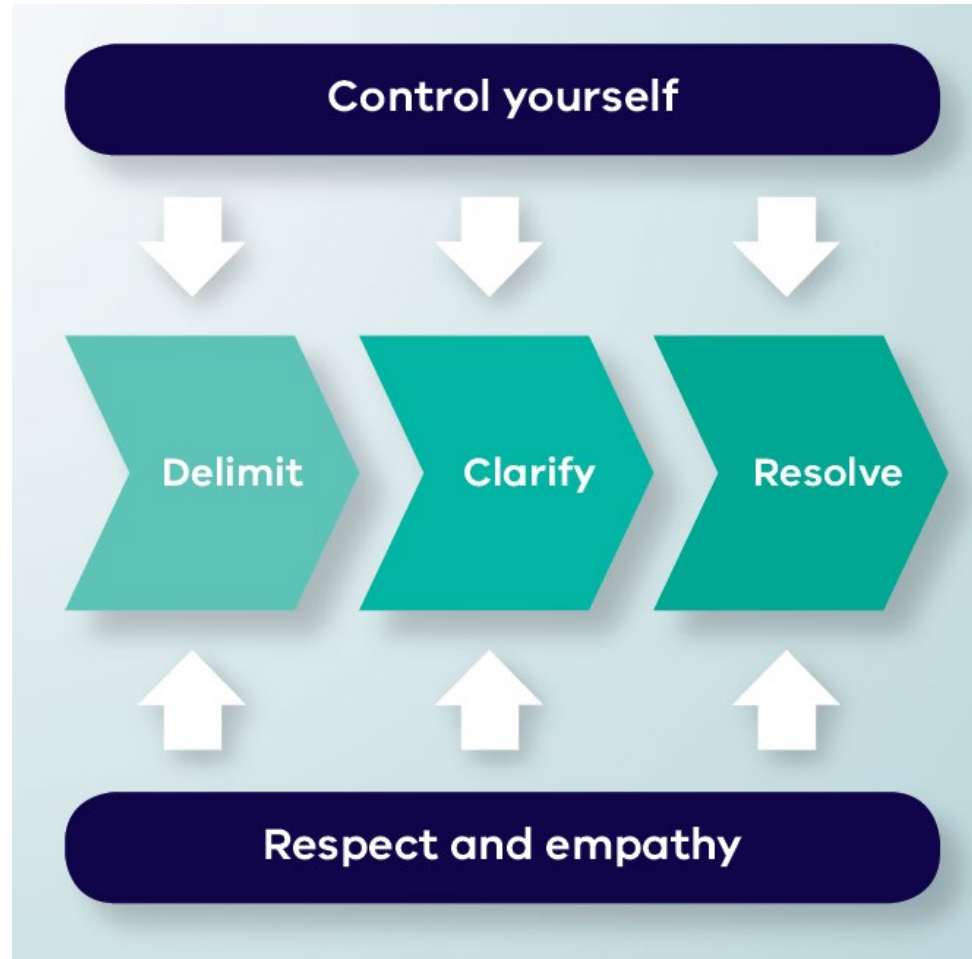 Control yourself
Delimit
Clarify
Resolve
Respect and empathy